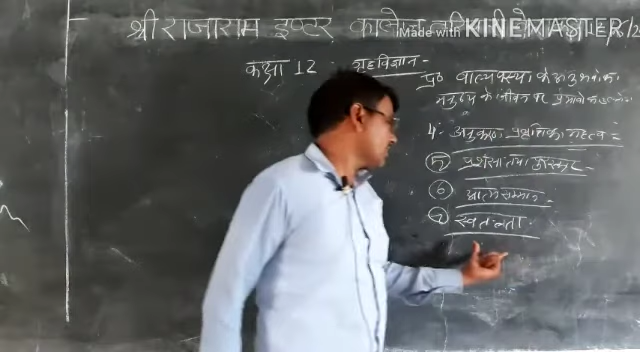 श्री राजाराम इण्टर कालेज
Made with KINEMASTER
कक्षा 12 गृहविज्ञान -
प्र० बाल्यावस्था के अनुभवों का
मनुष्य के जीवन पर प्रभावों का
4- अनुकरण प्रवृत्ति का महत्व -
5 प्रशंसा तथा पुरस्कार -
6 आत्म सम्मान -
7 स्वतंत्रता -